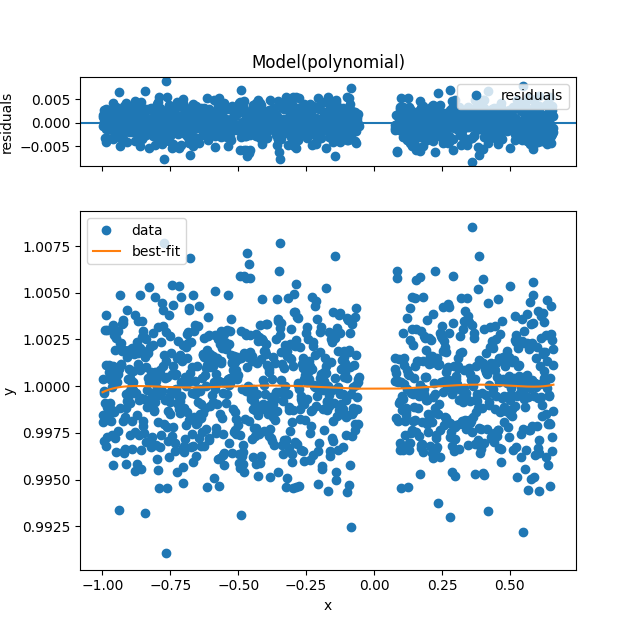 Model(polynomial)
residuals
0.005
0.000
−0.005
residuals
data
best-fit
y
1.0075
1.0050
1.0025
1.0000
0.9975
0.9950
0.9925
−1.00 −0.75 −0.50 −0.25 0.00 0.25 0.50
x